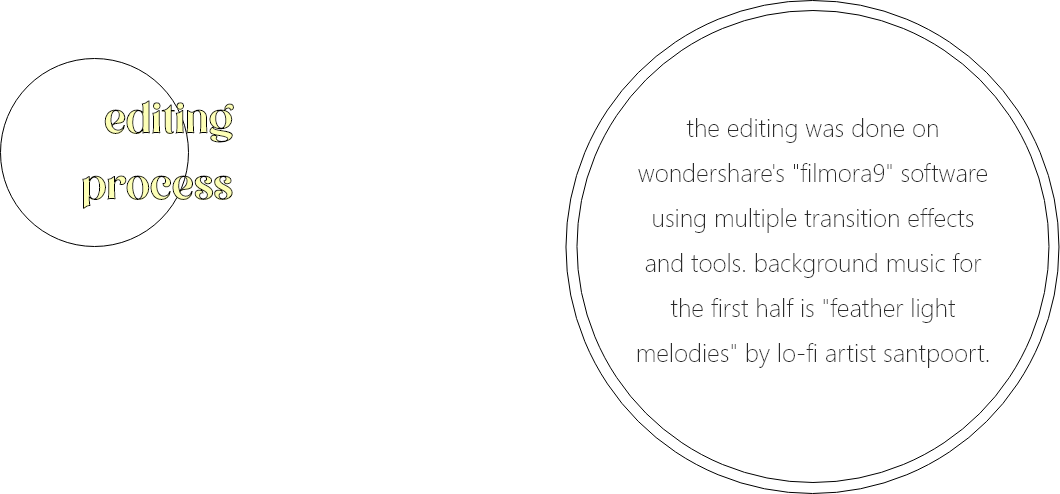 editing
process
the editing was done on
wondershare's "filmora9" software
using multiple transition effects
and tools. background music for
the first half is "feather light
melodies" by lo-fi artist santpoort.